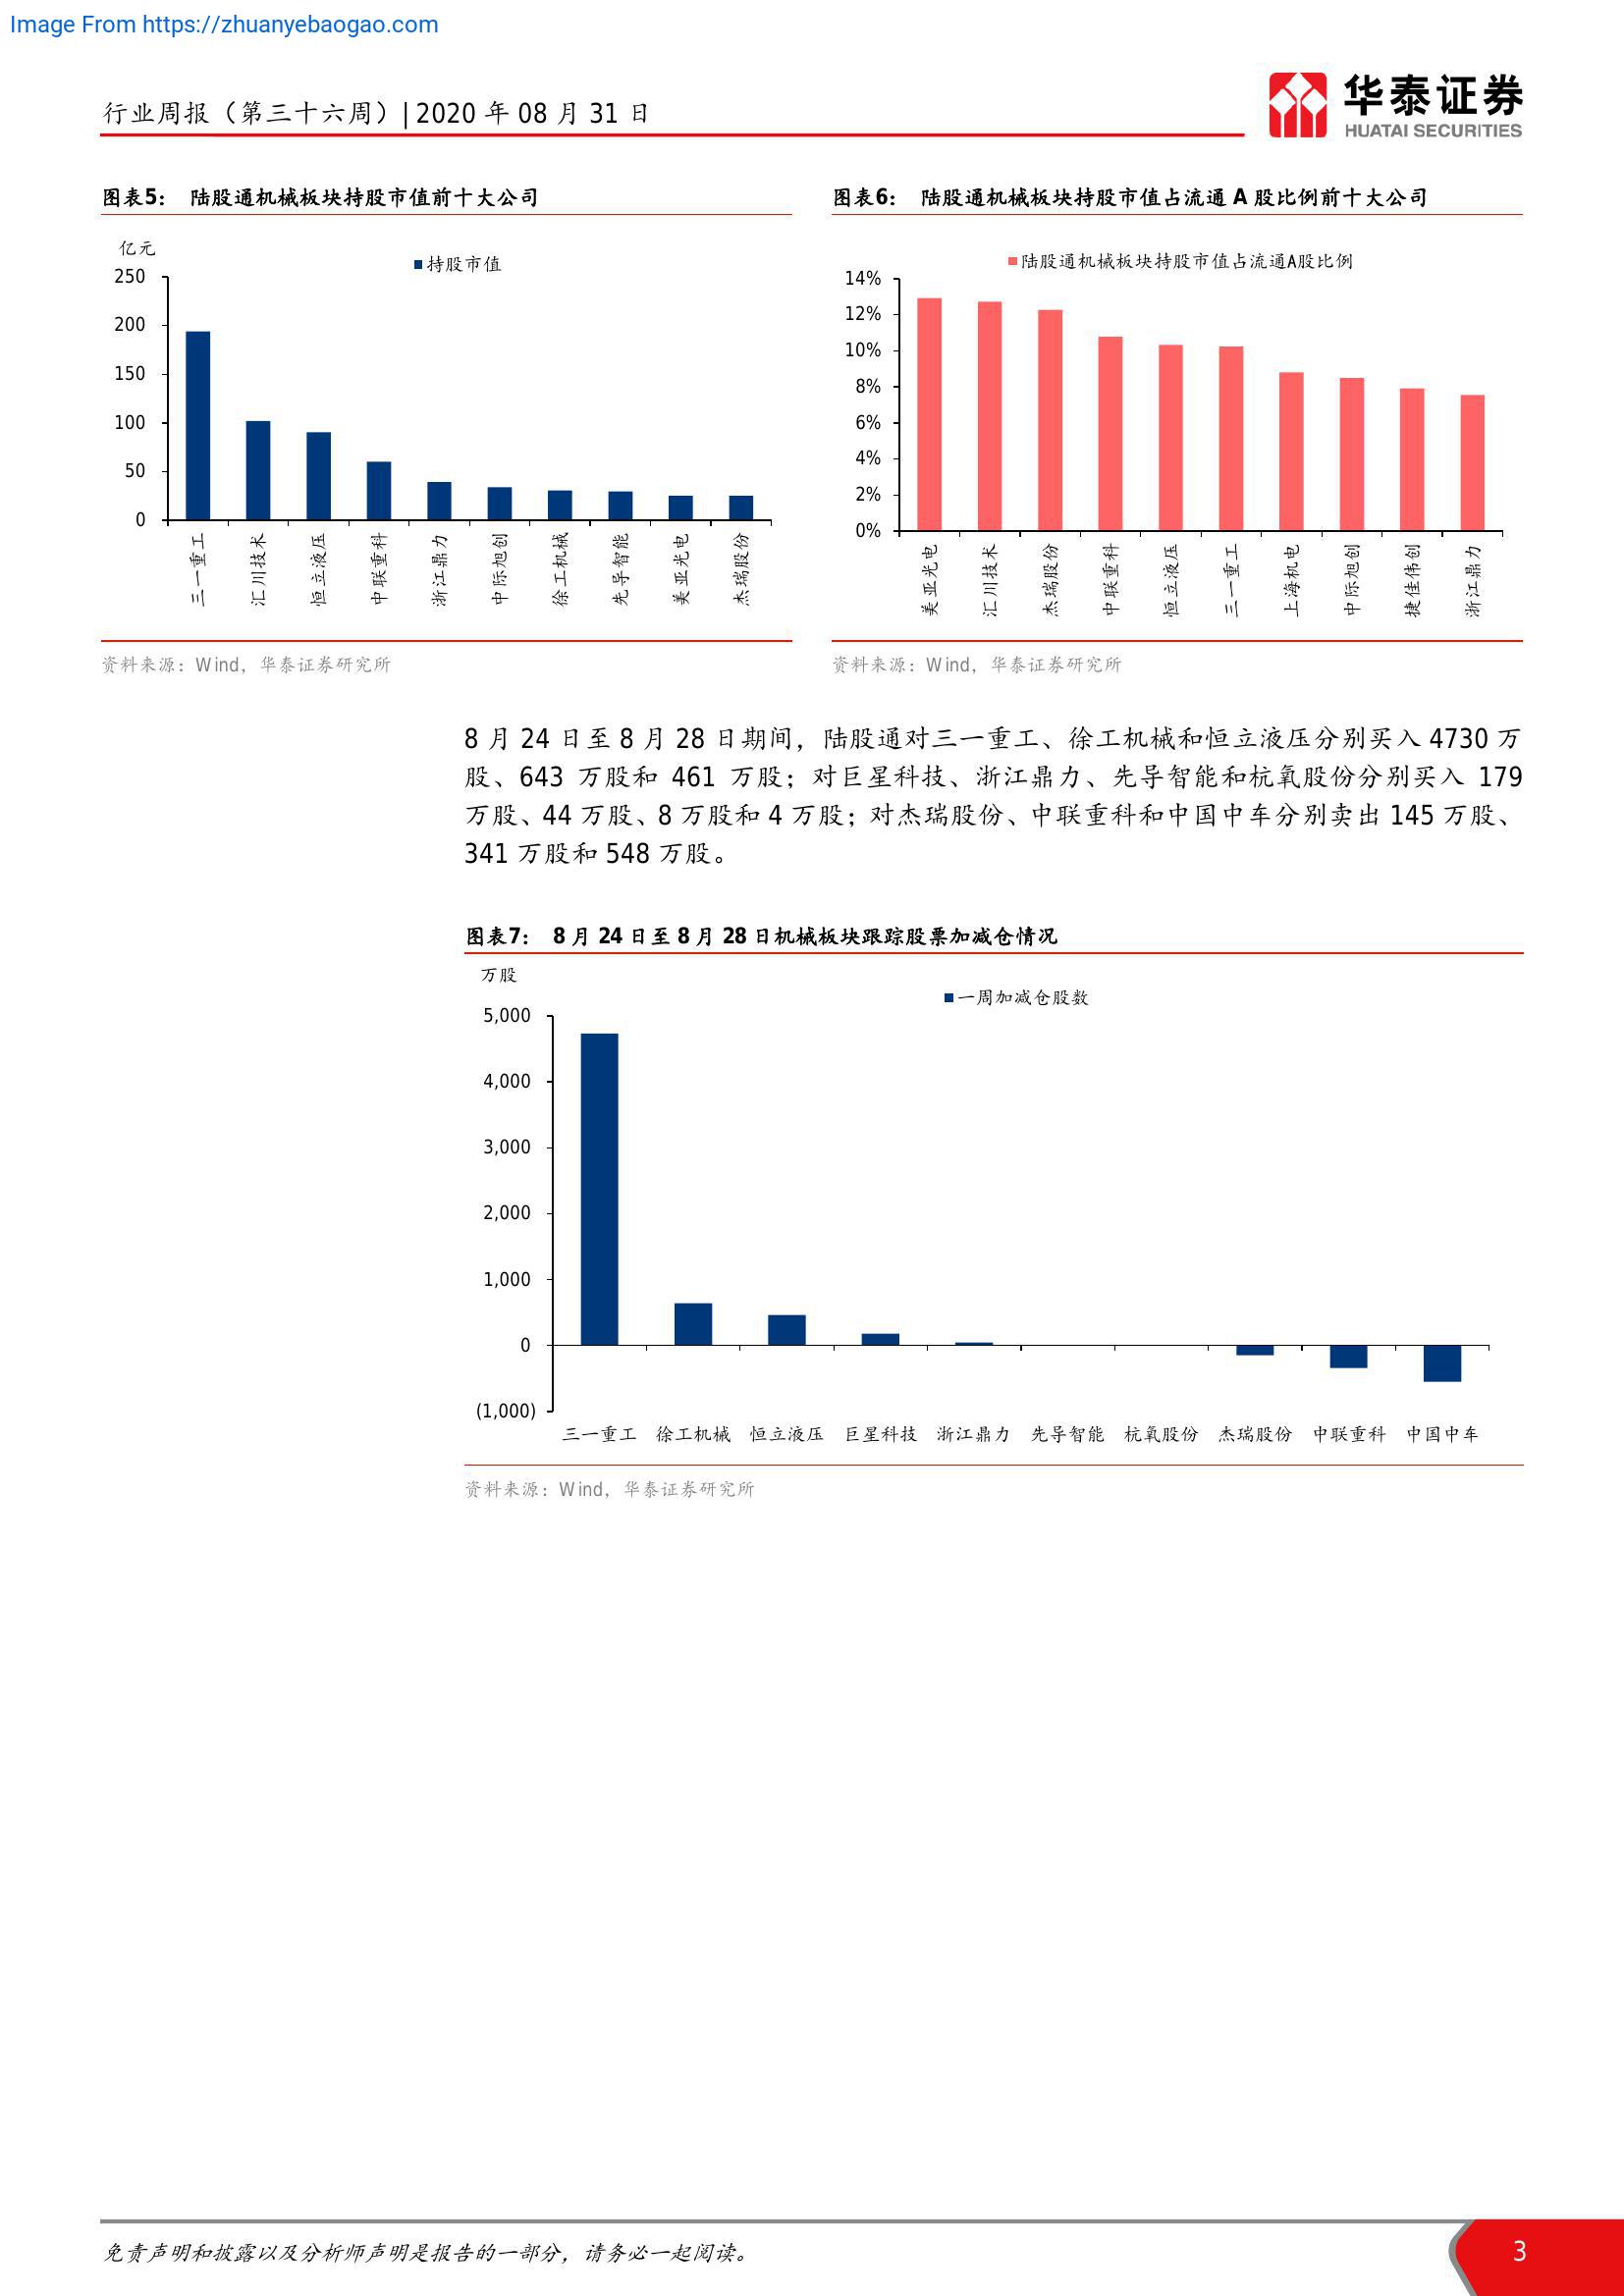 Image From https://zhuanyebaogao.com
行业周报（第三十六周）| 2020 年 08 月 31 日
华泰证券
HUATAI SECURITIES
图表5： 陆股通机械板块持股市值前十大公司
亿元
持股市值
250
200
150
100
50
0
三一重工
汇川技术
恒立液压
中联重科
浙江鼎力
中际旭创
徐工机械
先导智能
美亚光电
杰瑞股份
资料来源：Wind，华泰证券研究所
图表6： 陆股通机械板块持股市值占流通 A 股比例前十大公司
陆股通机械板块持股市值占流通A股比例
14%
12%
10%
8%
6%
4%
2%
0%
美亚光电
汇川技术
杰瑞股份
中联重科
恒立液压
三一重工
上海机电
中际旭创
捷佳伟创
浙江鼎力
资料来源：Wind，华泰证券研究所
8 月 24 日至 8 月 28 日期间，陆股通对三一重工、徐工机械和恒立液压分别买入 4730 万
股、643 万股和 461 万股；对巨星科技、浙江鼎力、先导智能和杭氧股份分别买入 179
万股、44 万股、8 万股和 4 万股；对杰瑞股份、中联重科和中国中车分别卖出 145 万股、
341 万股和 548 万股。
图表7： 8 月 24 日至 8 月 28 日机械板块跟踪股票加减仓情况
万股
一周加减仓股数
5,000
4,000
3,000
2,000
1,000
0
(1,000)
三一重工 徐工机械 恒立液压 巨星科技 浙江鼎力 先导智能 杭氧股份 杰瑞股份 中联重科 中国中车
资料来源：Wind，华泰证券研究所
免责声明和披露以及分析师声明是报告的一部分，请务必一起阅读。
3